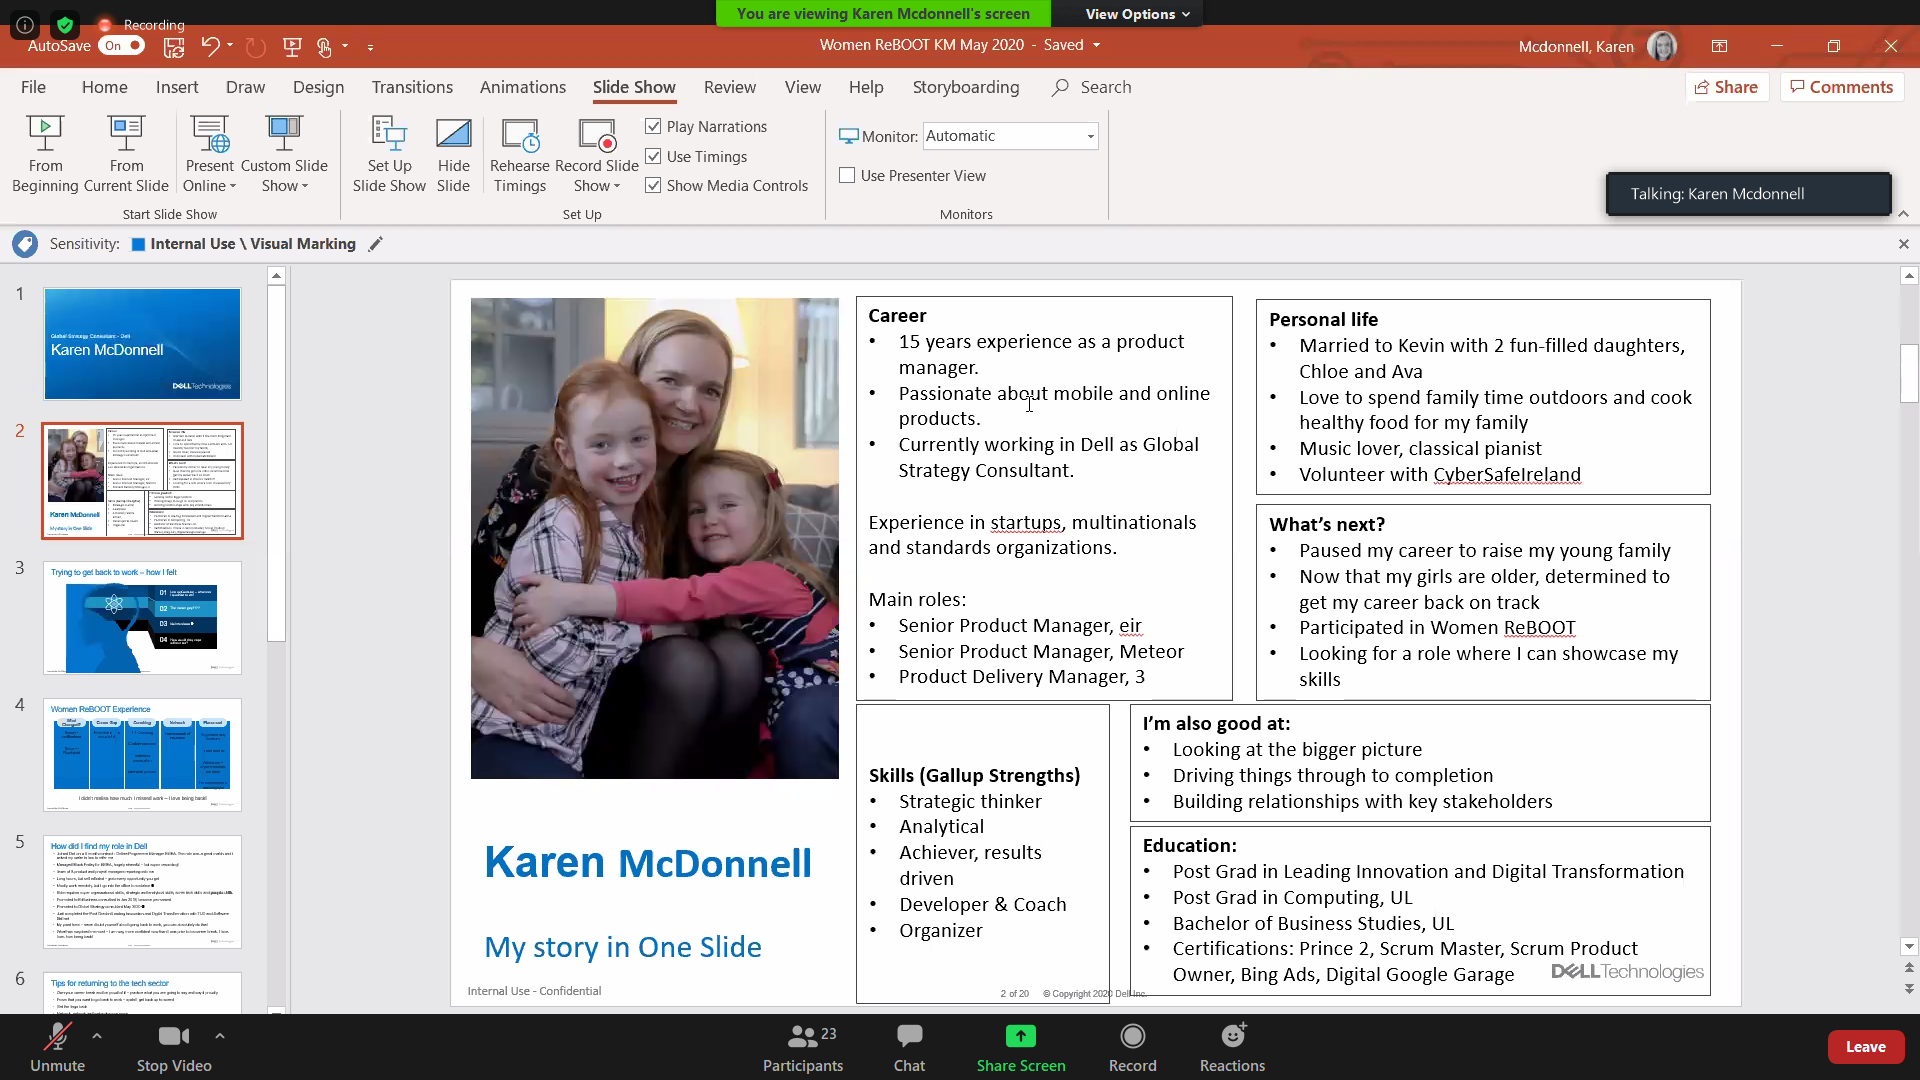 Recording
You are viewing Karen Mcdonnell's screen
View Options
AutoSave On
Women ReBOOT KM May 2020 - Saved
Mcdonnell, Karen
File Home Insert Draw Design Transitions Animations Slide Show Review View Help Storyboarding Search
Share Comments
From Beginning
From Current Slide
Present Online
Custom Slide Show
Start Slide Show
Set Up Slide Show
Hide Slide
Rehearse Timings
Record Slide Show
Play Narrations
Use Timings
Show Media Controls
Set Up
Monitor: Automatic
Use Presenter View
Monitors
Talking: Karen Mcdonnell
Sensitivity: Internal Use \ Visual Marking
1
Global Strategy Consultant - Dell
Karen McDonnell
DELLTechnologies
2
Karen McDonnell
My story in One Slide
3
Trying to get back to work – how I felt
01
02
03
04
4
Women ReBOOT Experience
I didn't realise how much I missed work – I love being back!
5
How did I find my role in Dell
6
Tips for returning to the tech sector
Career
• 15 years experience as a product
manager.
• Passionate about mobile and online
products.
• Currently working in Dell as Global
Strategy Consultant.
Experience in startups, multinationals
and standards organizations.
Main roles:
• Senior Product Manager, eir
• Senior Product Manager, Meteor
• Product Delivery Manager, 3
Personal life
• Married to Kevin with 2 fun-filled daughters,
Chloe and Ava
• Love to spend family time outdoors and cook
healthy food for my family
• Music lover, classical pianist
• Volunteer with CyberSafeIreland
What's next?
• Paused my career to raise my young family
• Now that my girls are older, determined to
get my career back on track
• Participated in Women ReBOOT
• Looking for a role where I can showcase my
skills
Skills (Gallup Strengths)
• Strategic thinker
• Analytical
• Achiever, results
driven
• Developer & Coach
• Organizer
I'm also good at:
• Looking at the bigger picture
• Driving things through to completion
• Building relationships with key stakeholders
Education:
• Post Grad in Leading Innovation and Digital Transformation
• Post Grad in Computing, UL
• Bachelor of Business Studies, UL
• Certifications: Prince 2, Scrum Master, Scrum Product
Owner, Bing Ads, Digital Google Garage
DELLTechnologies
Karen McDonnell
My story in One Slide
Internal Use - Confidential
2 of 20 © Copyright 2020 Dell Inc.
Unmute
Stop Video
23
Participants
Chat
Share Screen
Record
Reactions
Leave